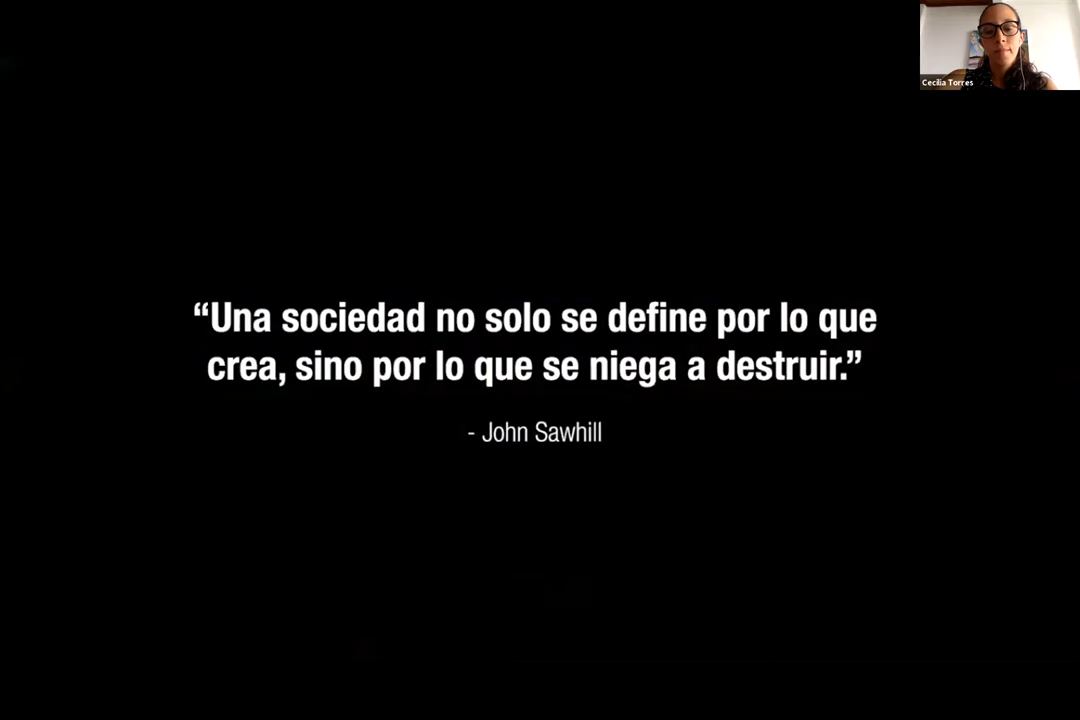 Cecilia Torres
“Una sociedad no solo se define por lo que
crea, sino por lo que se niega a destruir.”
- John Sawhill